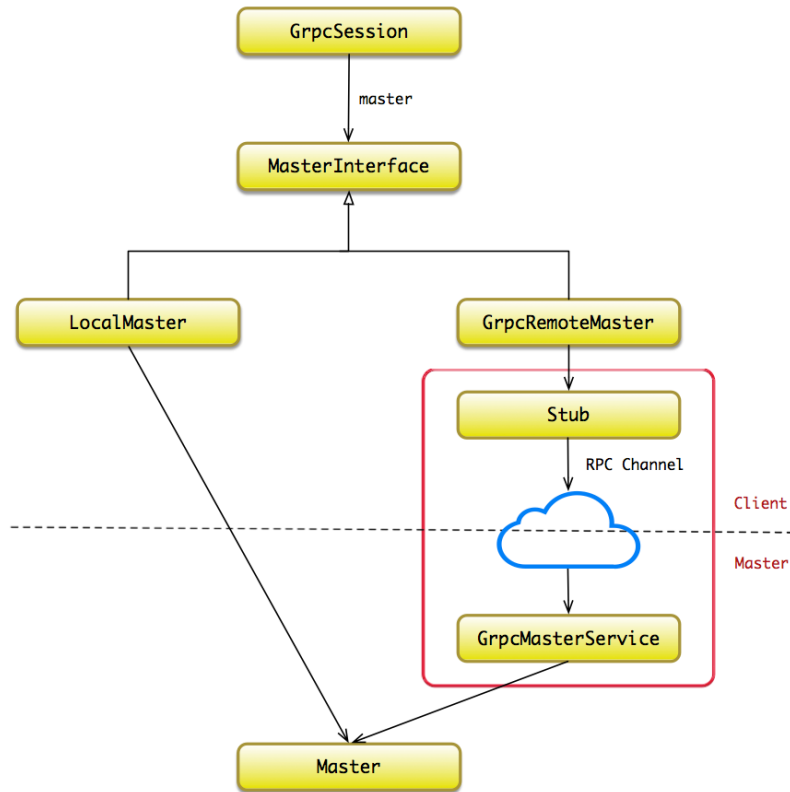 GrpcSession
master
MasterInterface
LocalMaster
GrpcRemoteMaster
Stub
RPC Channel
Client
Master
GrpcMasterService
Master